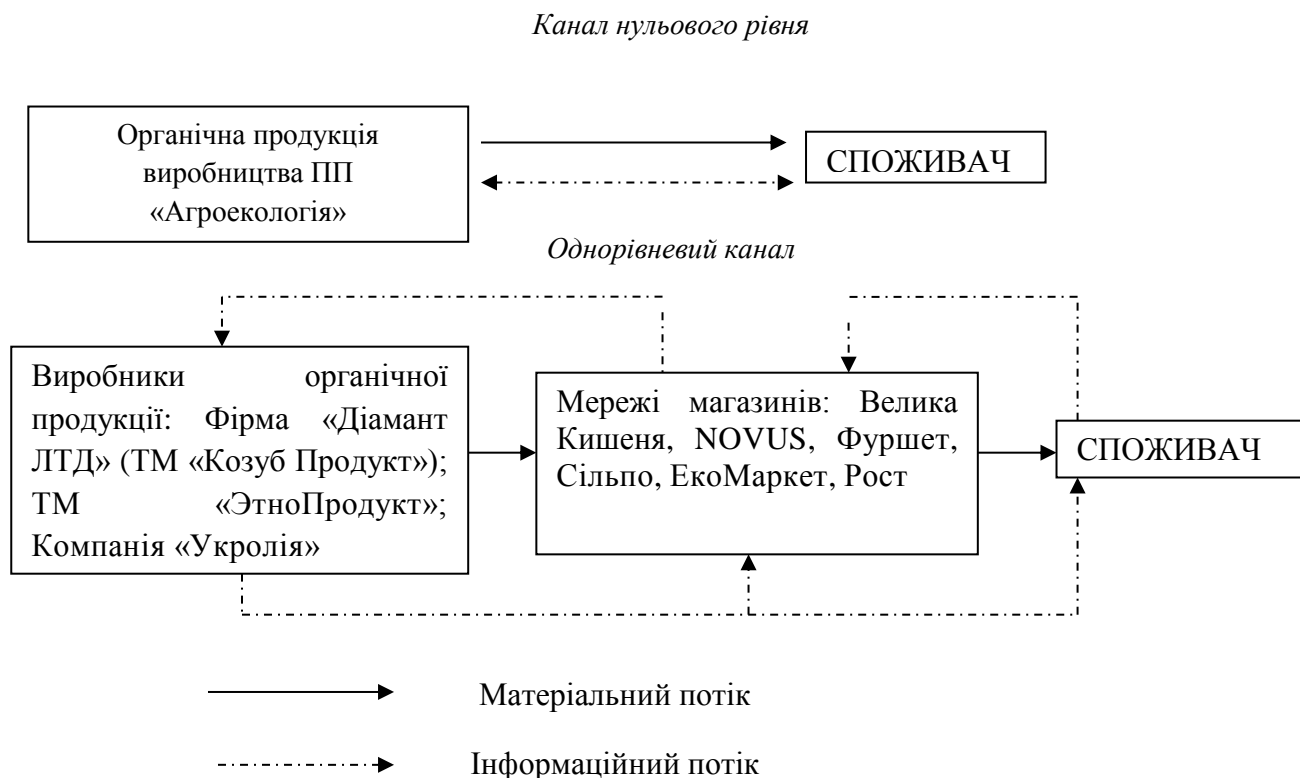 Канал нульового рівня
Органічна продукція
виробництва ПП
«Агроекологія»
СПОЖИВАЧ
Однорівневий канал
Виробники органічної
продукції: Фірма «Діамант
ЛТД» (ТМ «Козуб Продукт»);
ТМ «ЭтноПродукт»;
Компанія «Укролія»
Мережі магазинів: Велика
Кишеня, NOVUS, Фуршет,
Сільпо, ЕкоМаркет, Рост
СПОЖИВАЧ
Матеріальний потік
Інформаційний потік